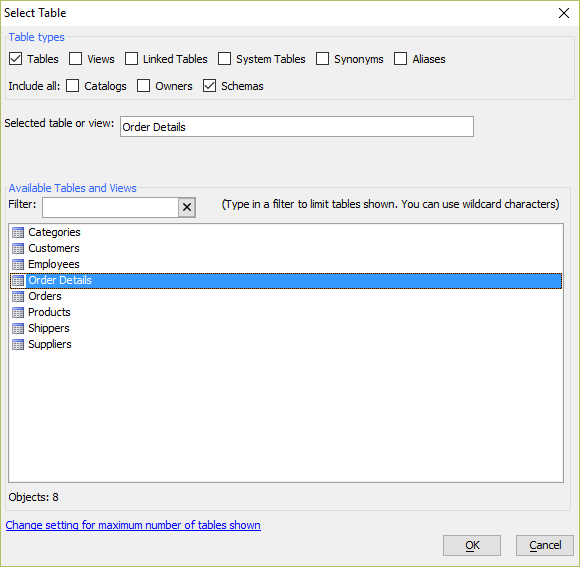 Select Table
Table types
Tables Views Linked Tables System Tables Synonyms Aliases
Include all: Catalogs Owners Schemas
Selected table or view: Order Details
Available Tables and Views
Filter: (Type in a filter to limit tables shown. You can use wildcard characters)
Categories
Customers
Employees
Order Details
Orders
Products
Shippers
Suppliers
Objects: 8
Change setting for maximum number of tables shown
OK Cancel